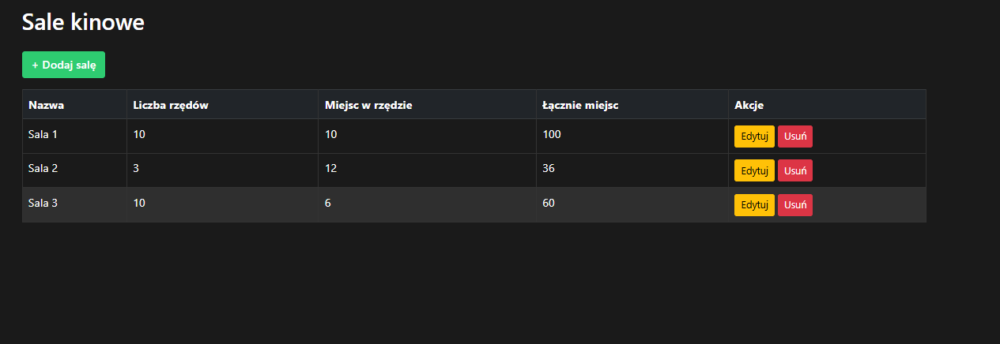 Sale kinowe
+ Dodaj salę
Nazwa Liczba rzędów Miejsc w rzędzie Łącznie miejsc Akcje
Sala 1 10 10 100 Edytuj Usuń
Sala 2 3 12 36 Edytuj Usuń
Sala 3 10 6 60 Edytuj Usuń